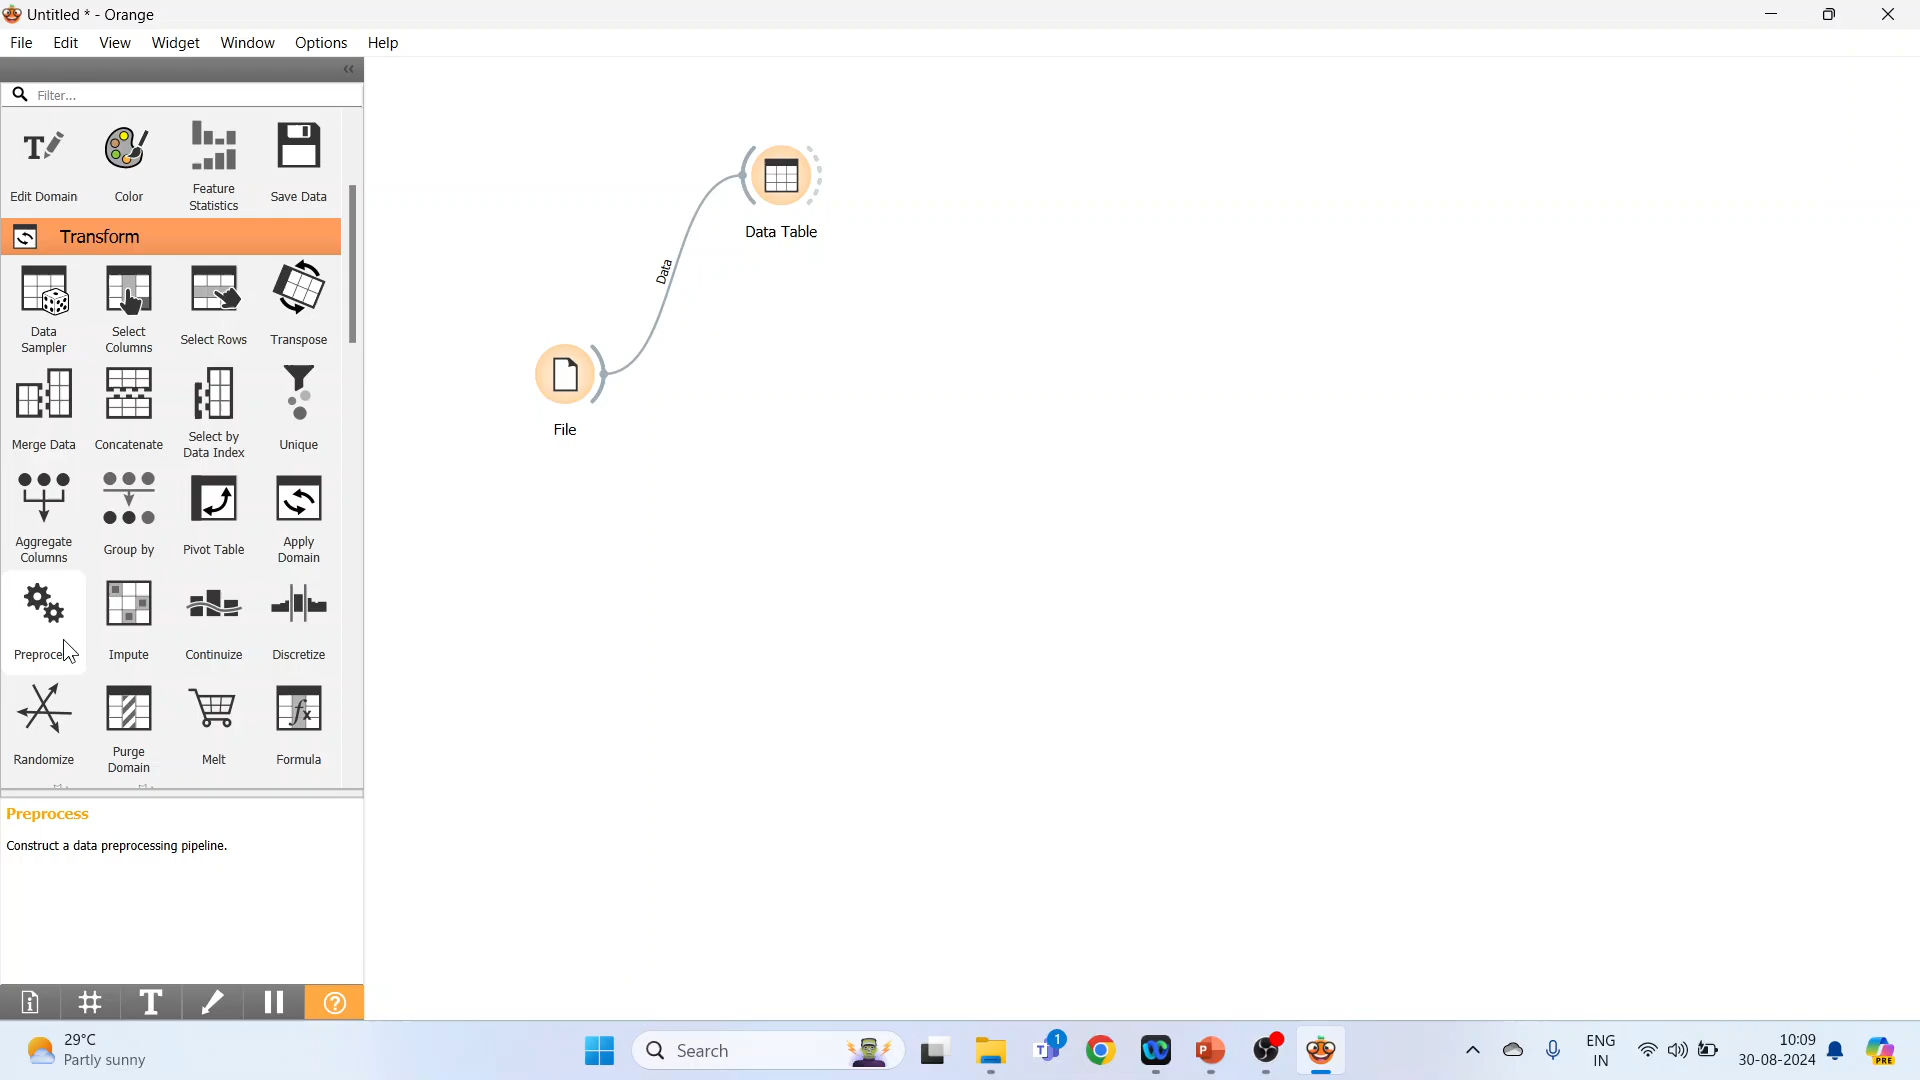 Untitled * - Orange
File Edit View Widget Window Options Help
Filter...
Edit Domain
Color
Feature
Statistics
Save Data
Transform
Data
Sampler
Select
Columns
Select Rows
Transpose
Merge Data
Concatenate
Select by
Data Index
Unique
Aggregate
Columns
Group by
Pivot Table
Apply
Domain
Impute
Continuize
Discretize
Randomize
Purge
Domain
Melt
Formula
Preprocess
Construct a data preprocessing pipeline.
Data Table
Data
File
29°C
Partly sunny
Search
1
ENG
IN
10:09
30-08-2024
PRE